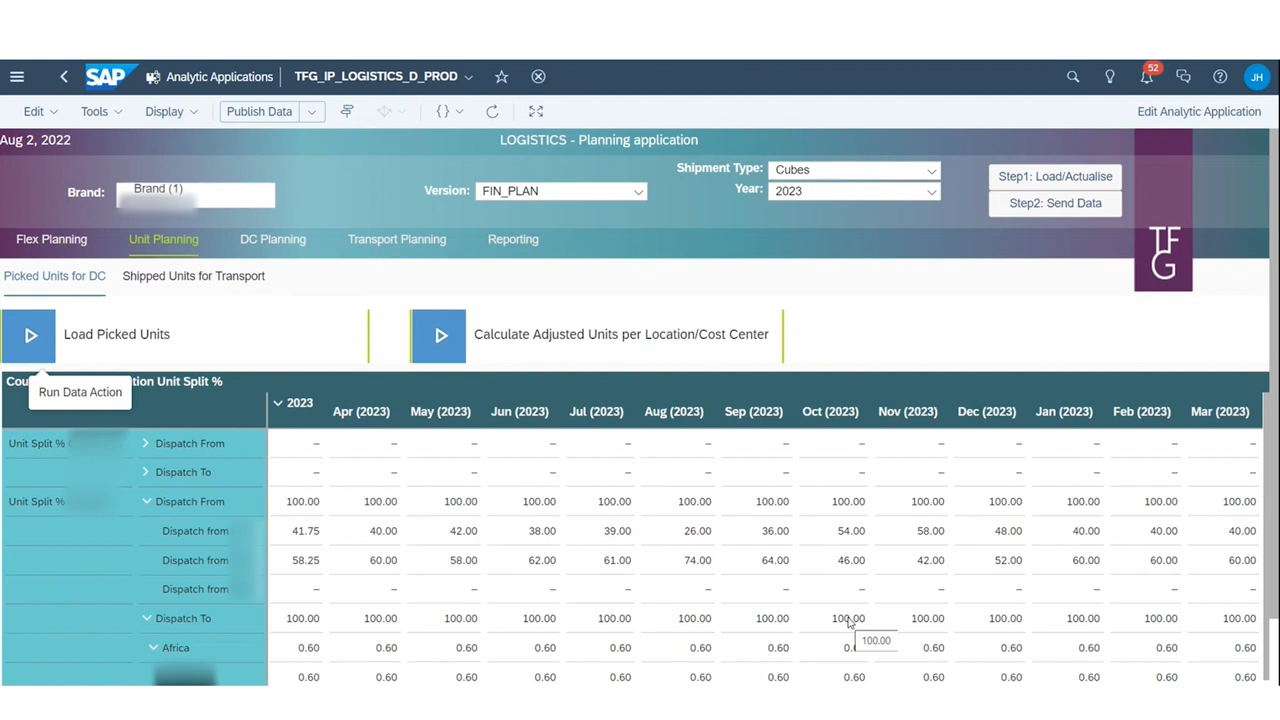 SAP Analytic Applications TFG_IP_LOGISTICS_D_PROD 52 JH
Edit Tools Display Publish Data {} Edit Analytic Application
Aug 2, 2022 LOGISTICS - Planning application
Brand: Brand (1) Version: FIN_PLAN Shipment Type: Cubes Step1: Load/Actualise
Year: 2023 Step2: Send Data
Flex Planning Unit Planning DC Planning Transport Planning Reporting TFG
Picked Units for DC Shipped Units for Transport
Load Picked Units Calculate Adjusted Units per Location/Cost Center
Run Data Action
Unit Split %
2023 Apr (2023) May (2023) Jun (2023) Jul (2023) Aug (2023) Sep (2023) Oct (2023) Nov (2023) Dec (2023) Jan (2023) Feb (2023) Mar (2023)
Unit Split % Dispatch From – – – – – – – – – – – – –
Dispatch To – – – – – – – – – – – – –
Unit Split % Dispatch From 100.00 100.00 100.00 100.00 100.00 100.00 100.00 100.00 100.00 100.00 100.00 100.00 100.00
Dispatch from 41.75 40.00 42.00 38.00 39.00 26.00 36.00 54.00 58.00 48.00 40.00 40.00 40.00
Dispatch from 58.25 60.00 58.00 62.00 61.00 74.00 64.00 46.00 42.00 52.00 60.00 60.00 60.00
Dispatch from – – – – – – – – – – – – –
Dispatch To 100.00 100.00 100.00 100.00 100.00 100.00 100.00 100.00 100.00 100.00 100.00 100.00 100.00
Africa 0.60 0.60 0.60 0.60 0.60 0.60 0.60 0.60 0.60 0.60 0.60 0.60
100.00
0.60 0.60 0.60 0.60 0.60 0.60 0.60 0.60 0.60 0.60 0.60 0.60 0.60